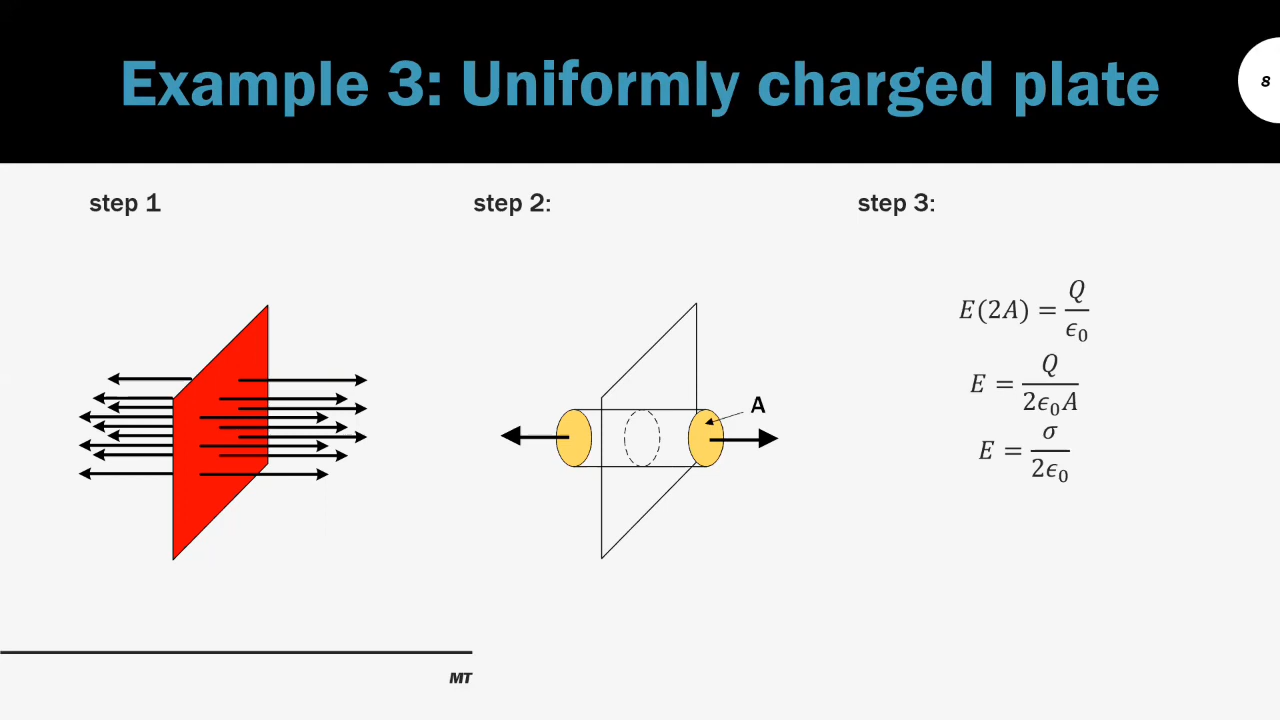 Example 3: Uniformly charged plate
8
step 1
step 2:
A
step 3:
E(2A) = Q/ϵ₀
E = Q/2ϵ₀A
E = σ/2ϵ₀
MT